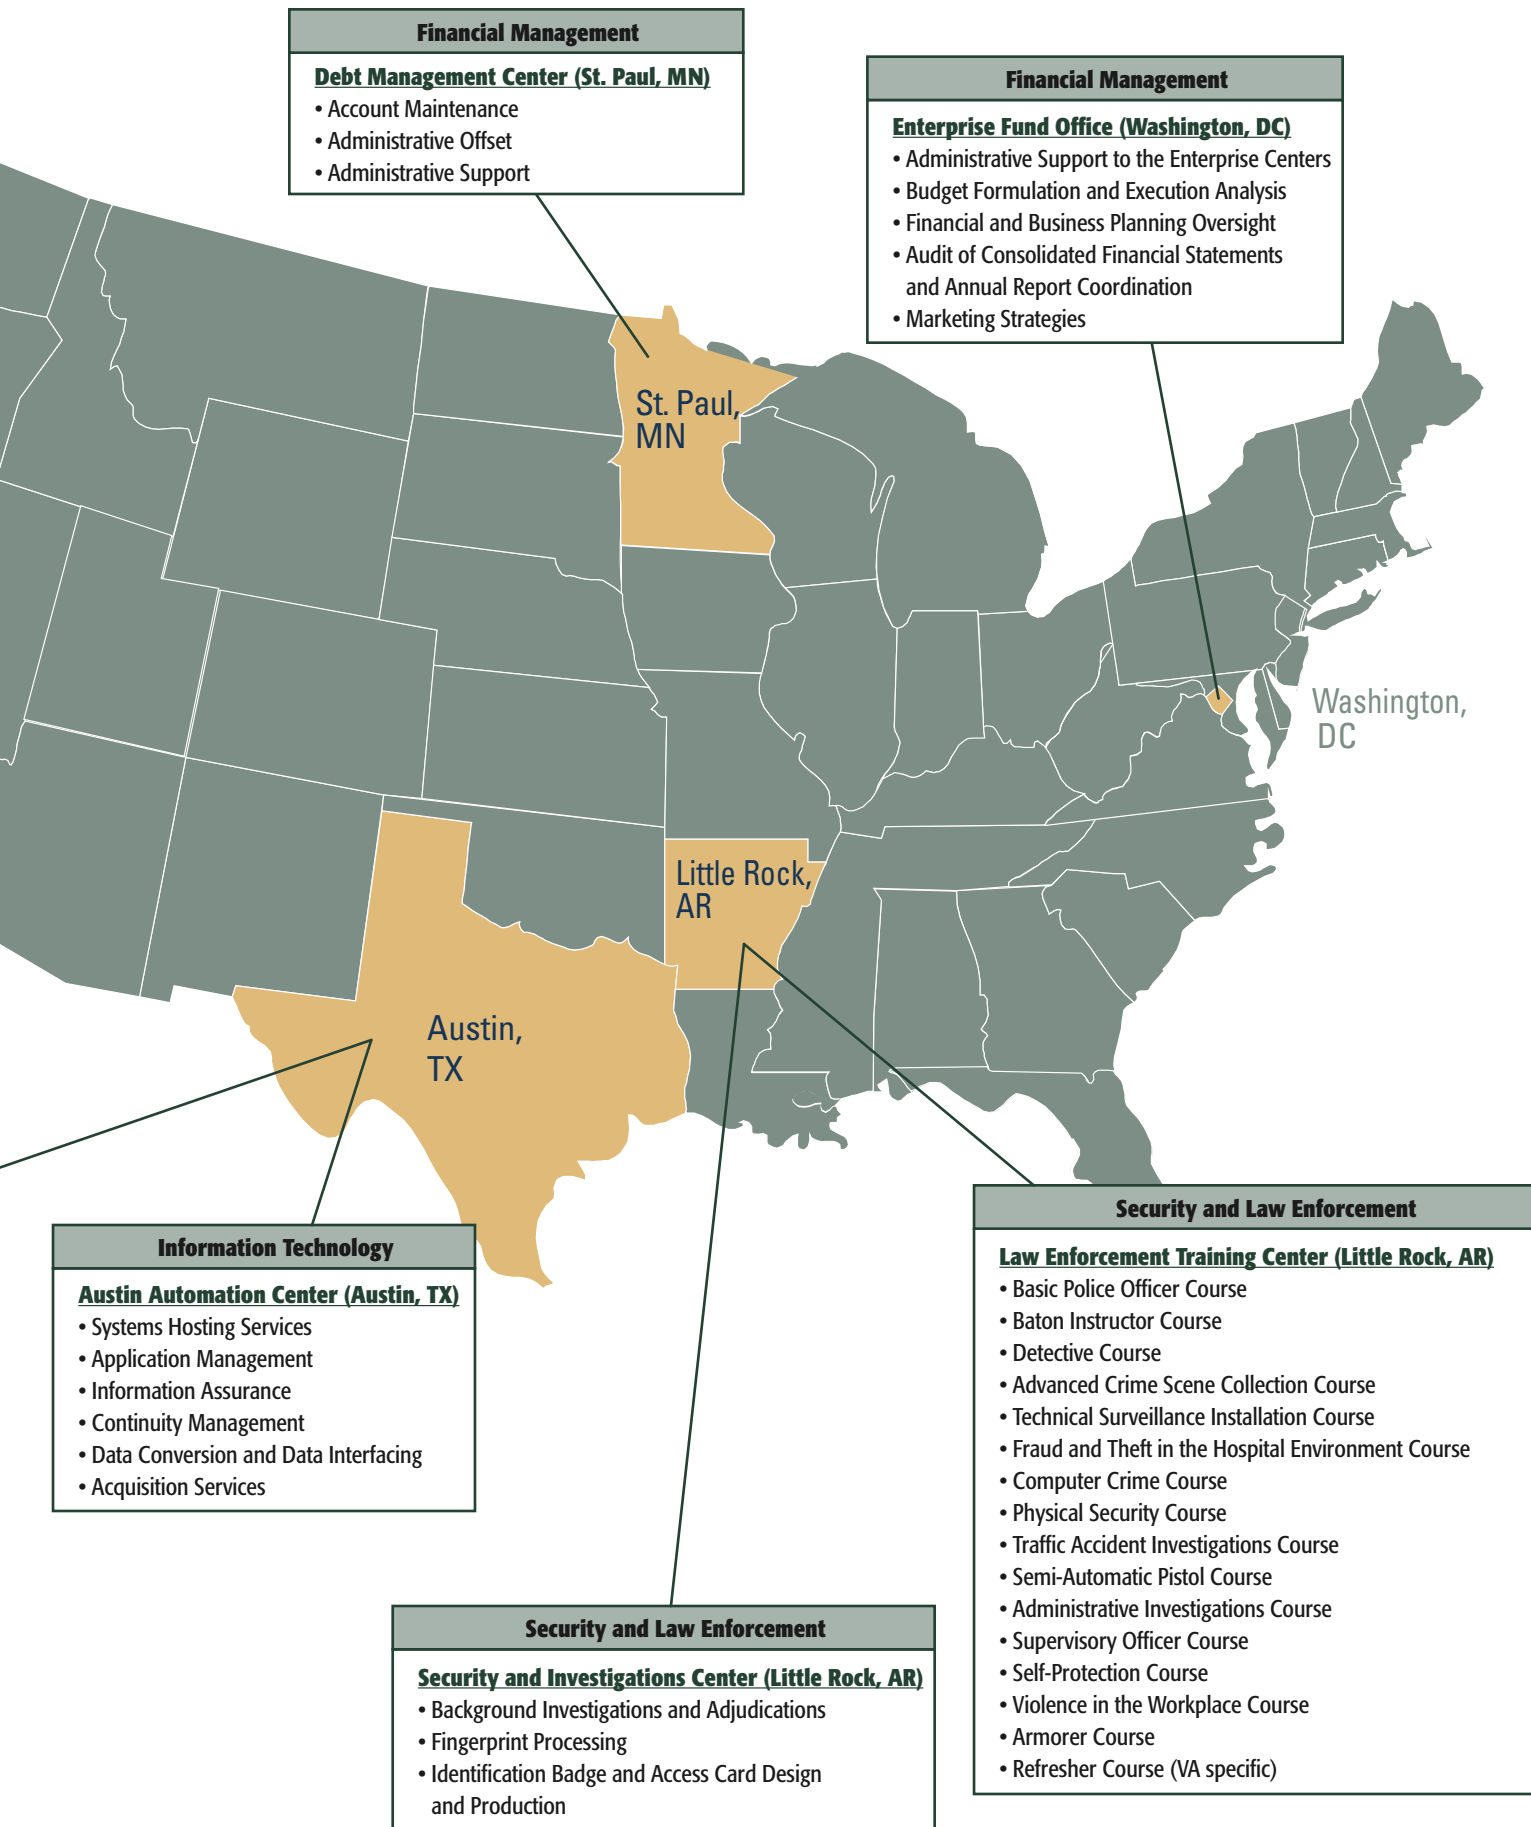 Financial Management
Debt Management Center (St. Paul, MN)
• Account Maintenance
• Administrative Offset
• Administrative Support
Financial Management
Enterprise Fund Office (Washington, DC)
• Administrative Support to the Enterprise Centers
• Budget Formulation and Execution Analysis
• Financial and Business Planning Oversight
• Audit of Consolidated Financial Statements
and Annual Report Coordination
• Marketing Strategies
St. Paul,
MN
Washington,
DC
Little Rock,
AR
Austin,
TX
Information Technology
Austin Automation Center (Austin, TX)
• Systems Hosting Services
• Application Management
• Information Assurance
• Continuity Management
• Data Conversion and Data Interfacing
• Acquisition Services
Security and Law Enforcement
Law Enforcement Training Center (Little Rock, AR)
• Basic Police Officer Course
• Baton Instructor Course
• Detective Course
• Advanced Crime Scene Collection Course
• Technical Surveillance Installation Course
• Fraud and Theft in the Hospital Environment Course
• Computer Crime Course
• Physical Security Course
• Traffic Accident Investigations Course
• Semi-Automatic Pistol Course
• Administrative Investigations Course
• Supervisory Officer Course
• Self-Protection Course
• Violence in the Workplace Course
• Armorer Course
• Refresher Course (VA specific)
Security and Law Enforcement
Security and Investigations Center (Little Rock, AR)
• Background Investigations and Adjudications
• Fingerprint Processing
• Identification Badge and Access Card Design
and Production